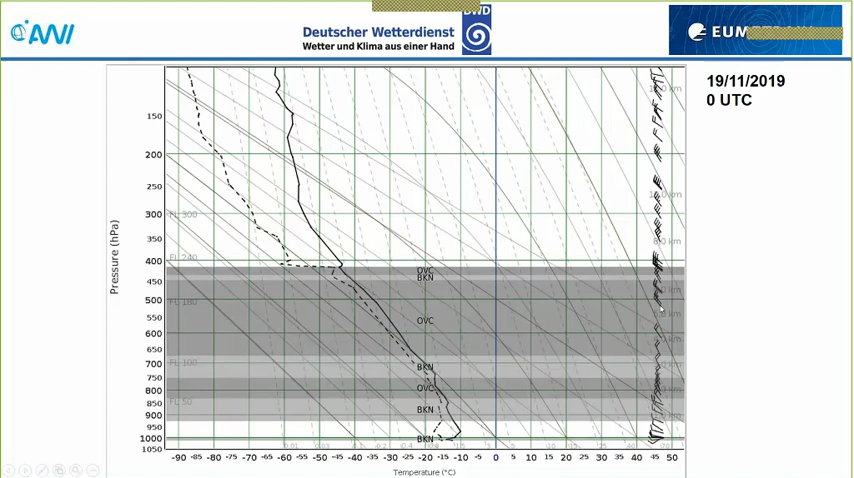 AWI
Deutscher Wetterdienst
Wetter und Klima aus einer Hand
DWD
EUM
19/11/2019
0 UTC
Pressure (hPa)
150
200
250
300
350
400
450
500
550
600
650
700
750
800
850
900
950
1000
1050
FL 300
FL 240
FL 180
FL 100
FL 50
OVC
BKN
OVC
BKN
OVC
BKN
BKN
-90 -85 -80 -75 -70 -65 -60 -55 -50 -45 -40 -35 -30 -25 -20 -15 -10 -5 0 5 10 15 20 25 30 35 40 45 50
Temperature (°C)